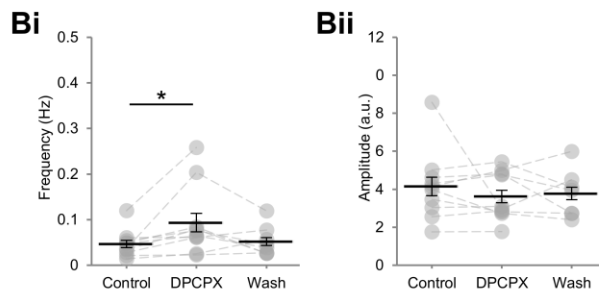 Bi
0.5
0.4
0.3
0.2
0.1
0
Frequency (Hz)
*
Control
DPCPX
Wash
Bii
12
0
8
6
4
2
0
Amplitude (a.u.)
Control
DPCPX
Wash